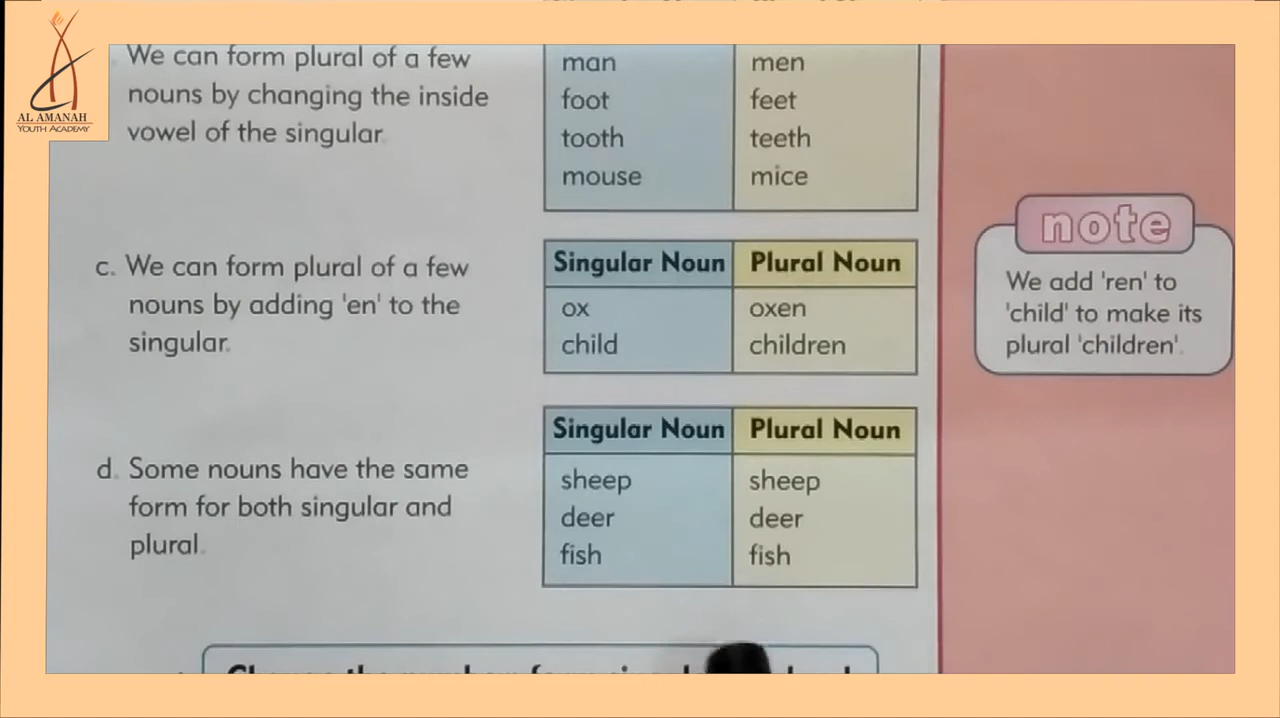 AL AMANAH
YOUTH ACADEMY
We can form plural of a few
nouns by changing the inside
vowel of the singular.
man men
foot feet
tooth teeth
mouse mice
note
We add 'ren' to
'child' to make its
plural 'children'.
c. We can form plural of a few
nouns by adding 'en' to the
singular.
Singular Noun Plural Noun
ox oxen
child children
d. Some nouns have the same
form for both singular and
plural.
Singular Noun Plural Noun
sheep sheep
deer deer
fish fish